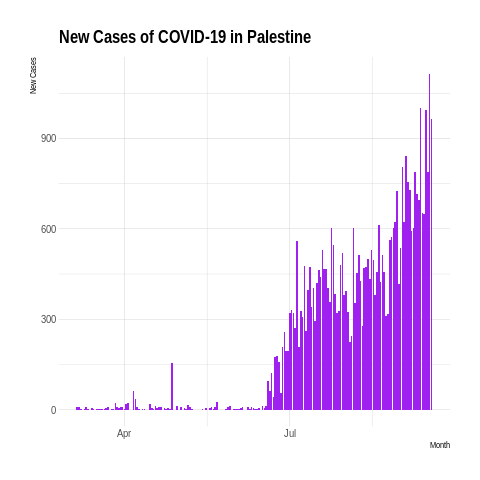 New Cases of COVID-19 in Palestine
New Cases
900
600
300
0
Apr
Jul
Month